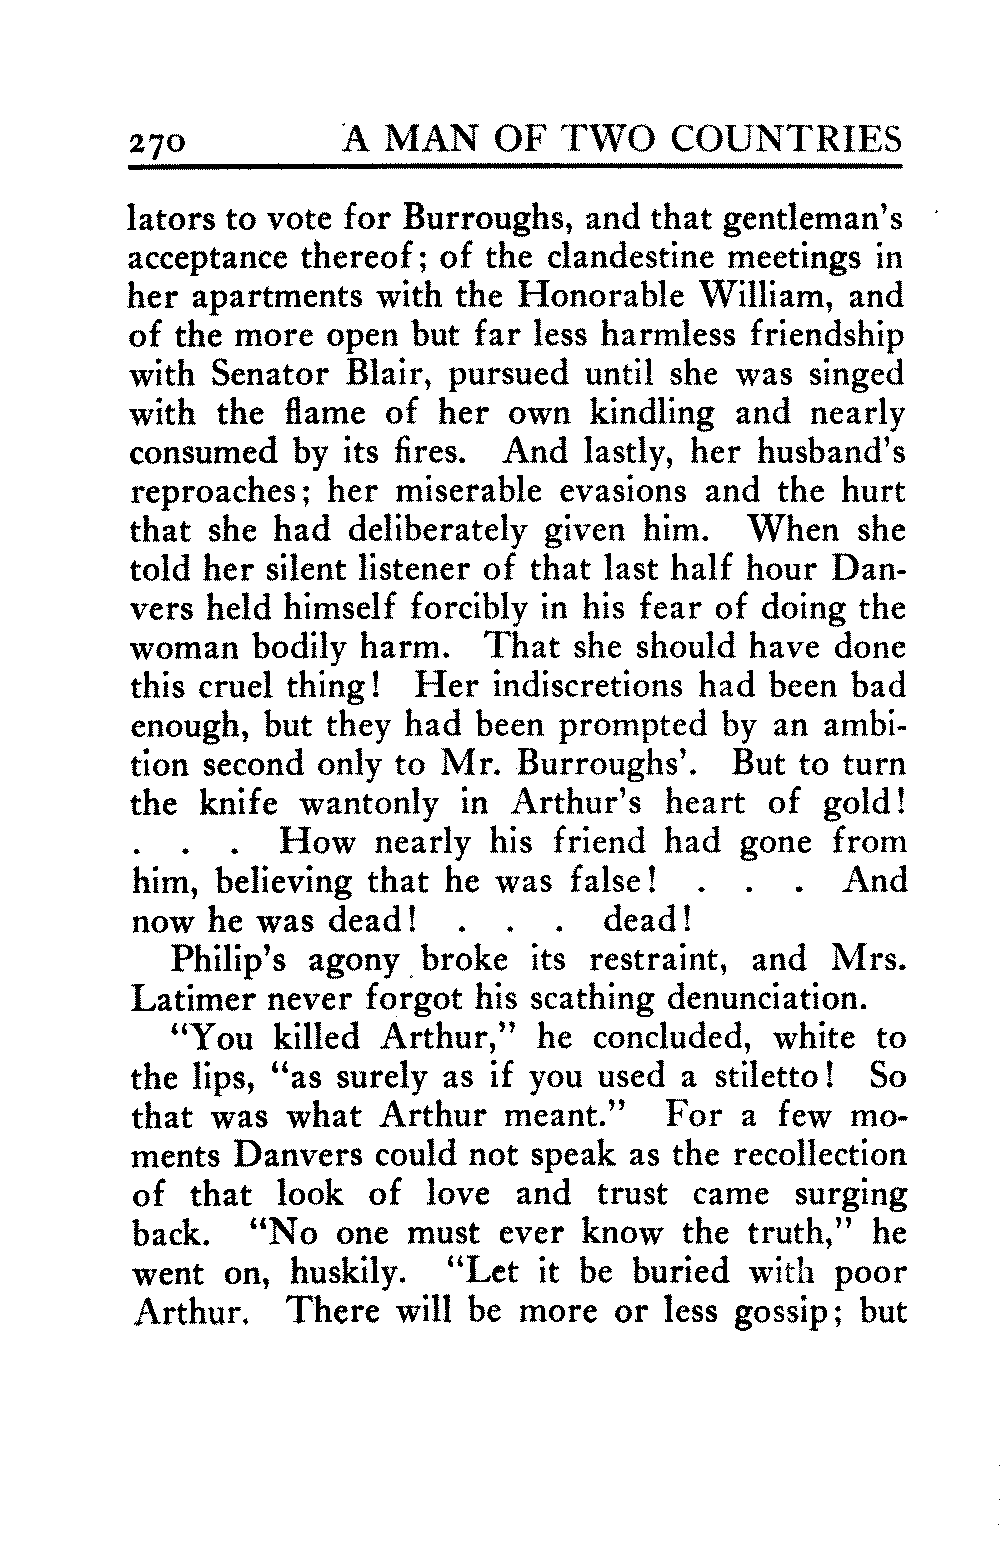 270 A MAN OF TWO COUNTRIES
lators to vote for Burroughs, and that gentleman's
acceptance thereof; of the clandestine meetings in
her apartments with the Honorable William, and
of the more open but far less harmless friendship
with Senator Blair, pursued until she was singed
with the flame of her own kindling and nearly
consumed by its fires. And lastly, her husband's
reproaches; her miserable evasions and the hurt
that she had deliberately given him. When she
told her silent listener of that last half hour Dan-
vers held himself forcibly in his fear of doing the
woman bodily harm. That she should have done
this cruel thing! Her indiscretions had been bad
enough, but they had been prompted by an ambi-
tion second only to Mr. Burroughs'. But to turn
the knife wantonly in Arthur's heart of gold!
. . . How nearly his friend had gone from
him, believing that he was false! . . . And
now he was dead! . . . dead!
Philip's agony broke its restraint, and Mrs.
Latimer never forgot his scathing denunciation.
"You killed Arthur," he concluded, white to
the lips, "as surely as if you used a stiletto! So
that was what Arthur meant." For a few mo-
ments Danvers could not speak as the recollection
of that look of love and trust came surging
back. "No one must ever know the truth," he
went on, huskily. "Let it be buried with poor
Arthur. There will be more or less gossip; but